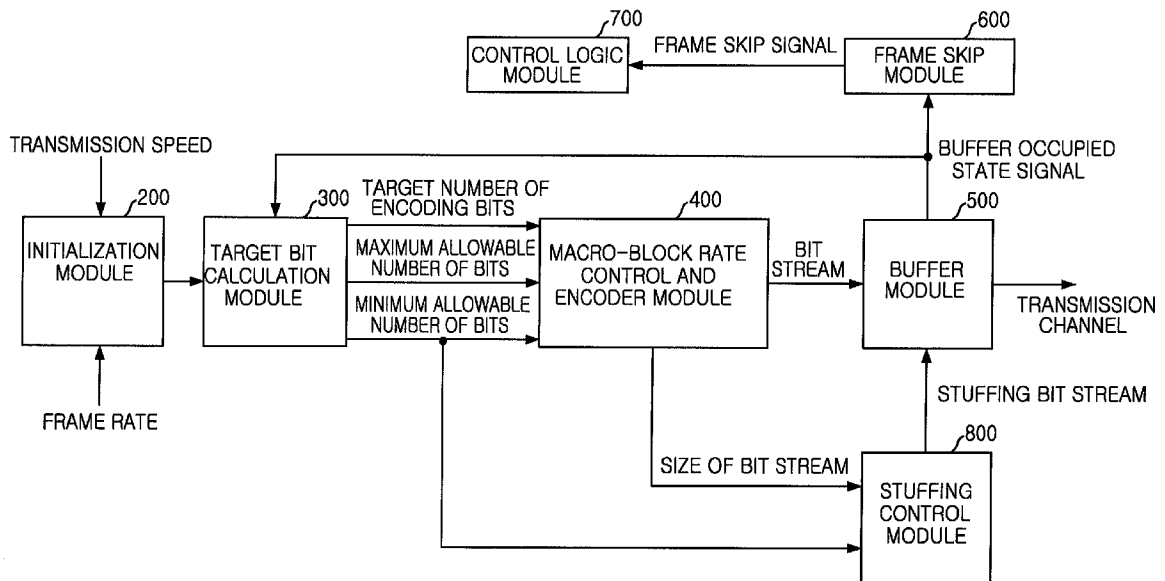 700
CONTROL LOGIC
MODULE
FRAME SKIP SIGNAL
600
FRAME SKIP
MODULE
TRANSMISSION SPEED
BUFFER OCCUPIED
STATE SIGNAL
200
INITIALIZATION
MODULE
FRAME RATE
300
TARGET BIT
CALCULATION
MODULE
TARGET NUMBER OF
ENCODING BITS
MAXIMUM ALLOWABLE
NUMBER OF BITS
MINIMUM ALLOWABLE
NUMBER OF BITS
400
MACRO-BLOCK RATE
CONTROL AND
ENCODER MODULE
BIT
STREAM
500
BUFFER
MODULE
TRANSMISSION
CHANNEL
STUFFING BIT STREAM
SIZE OF BIT STREAM
800
STUFFING
CONTROL
MODULE